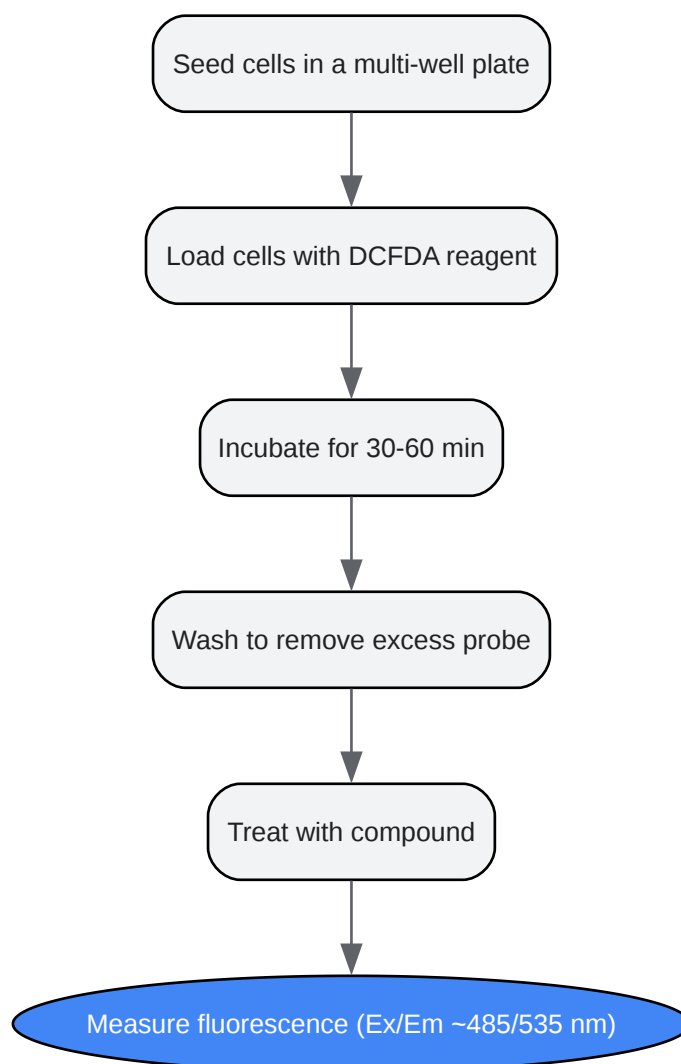 Seed cells in a multi-well plate
Load cells with DCFDA reagent
Incubate for 30-60 min
Wash to remove excess probe
Treat with compound
Measure fluorescence (Ex/Em ~485/535 nm)